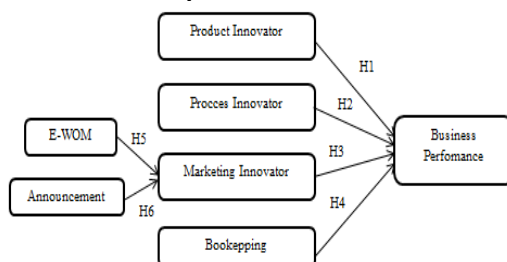 Product Innovator
H1
Procces Innovator
H2
E-WOM
H5
Business
Perfomance
H3
Marketing Innovator
Announcement
H6
H4
Bookepping